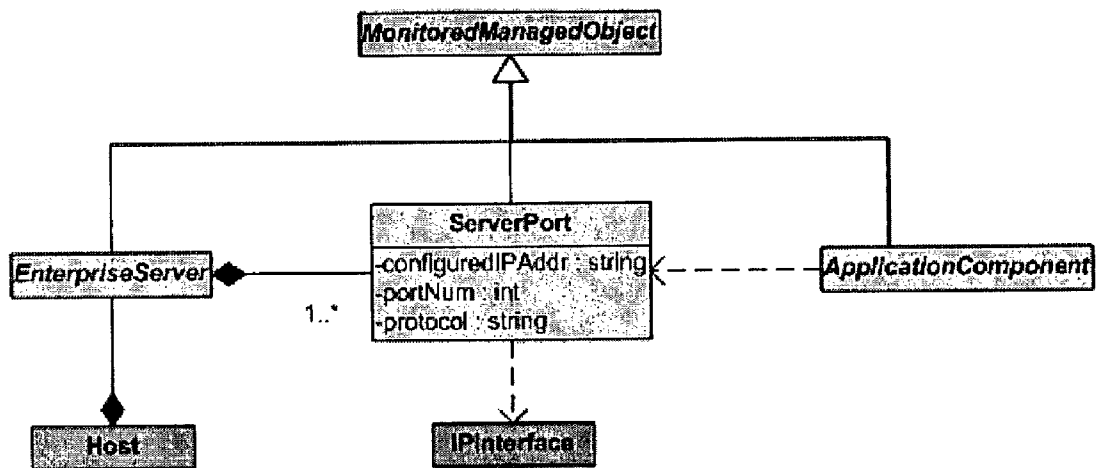 MonitoredManagedObject
ServerPort
-configuredIPAddr : string
-portNum : int
-protocol : string
EnterpriseServer
1..*
ApplicationComponent
Host
IPInterface